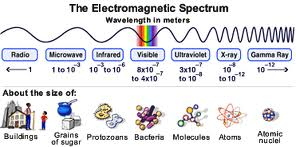 The Electromagnetic Spectrum
Wavelength in meters
Radio Microwave Infrared Visible Ultraviolet X-ray Gamma Ray
← 1 1 to 10⁻³ 10⁻³ to 10⁻⁶ 8x10⁻⁷ 3x10⁻⁷ 10⁻⁸ 10⁻¹² →
to 4x10⁻⁷ to 10⁻⁸ to 10⁻¹²
About the size of:
Buildings Grains Protozoans Bacteria Molecules Atoms Atomic
of sugar nuclei